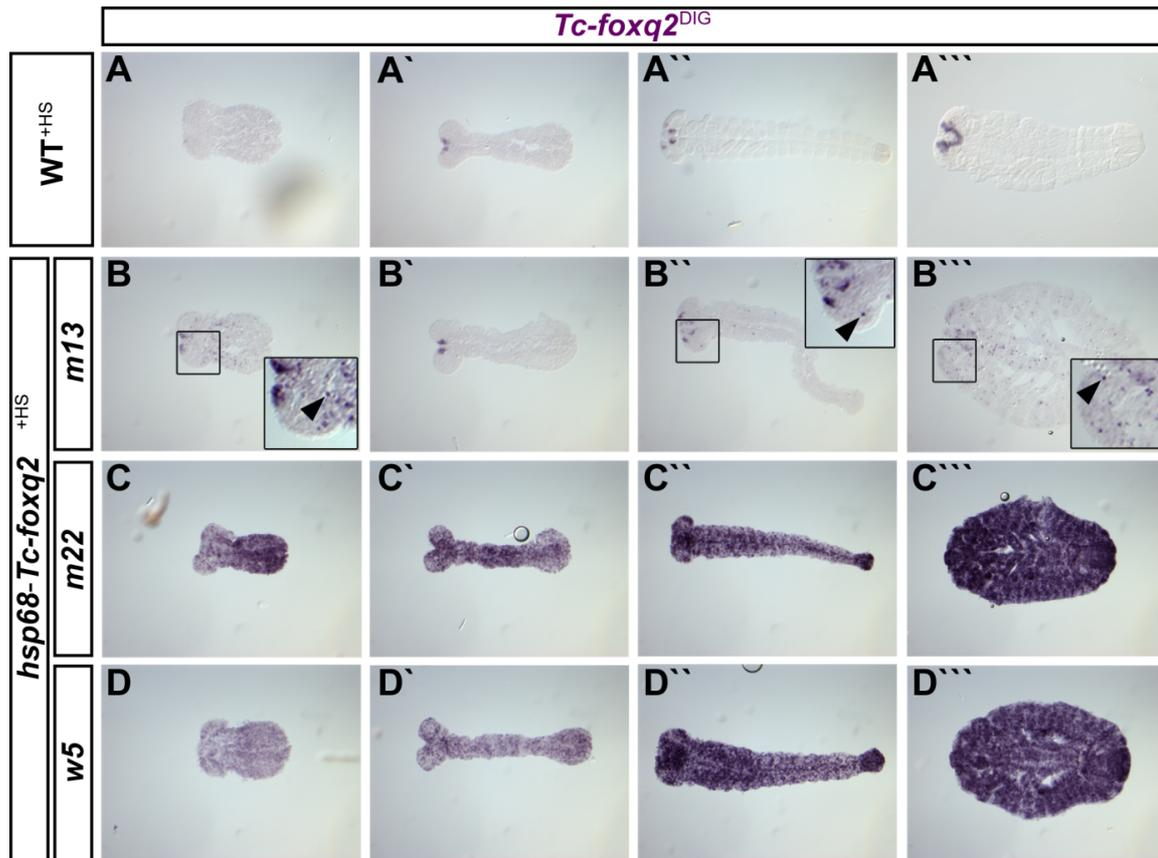 Tc-foxq2DIG
WT+HS
A
A`
A``
A```
hsp68-Tc-foxq2 +HS
m13
B
B`
B``
B```
m22
C
C`
C``
C```
w5
D
D`
D``
D```